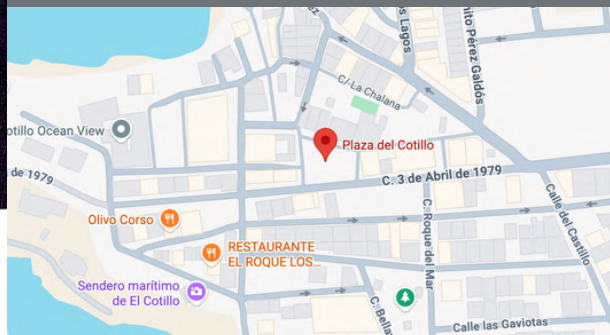 os Lagos
nito Pérez Galdós
C/ La Chalana
otillo Ocean View
Plaza del Cotillo
de 1979
C. 3 de Abril de 1979
Calle del Castillo
Olivo Corso
C. Roque del Mar
RESTAURANTE
EL ROQUE LOS...
Sendero marítimo
de El Cotillo
C. Bella
Calle las Gaviotas